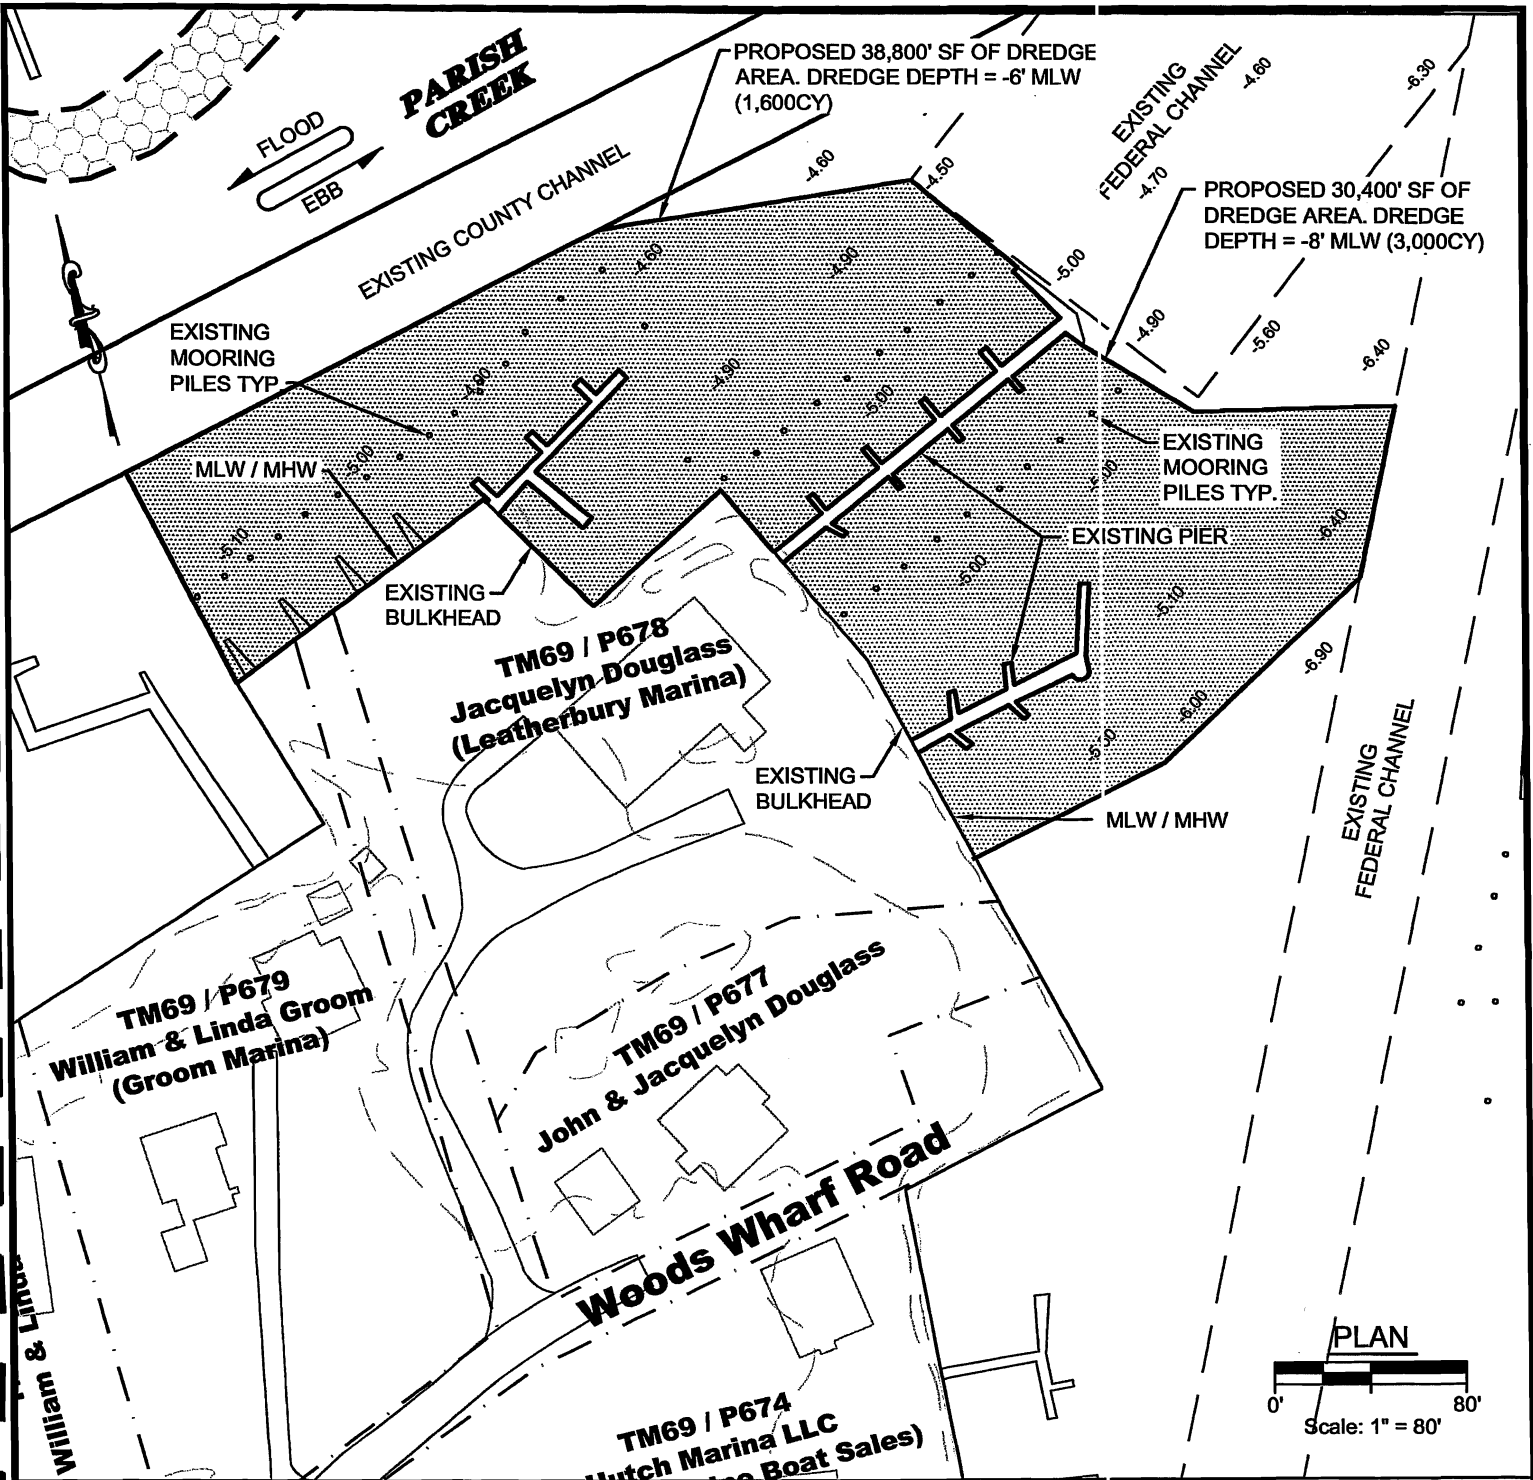 PARISH
CREEK
FLOOD
EBB
EXISTING COUNTY CHANNEL
PROPOSED 38,800' SF OF DREDGE
AREA. DREDGE DEPTH = -6' MLW
(1,600CY)
EXISTING
FEDERAL CHANNEL
-4.60
-6.30
-4.60
-4.50
-4.70
PROPOSED 30,400' SF OF
DREDGE AREA. DREDGE
DEPTH = -8' MLW (3,000CY)
-4.60
-4.90
-5.00
-4.90
-5.60
-6.40
EXISTING
MOORING
PILES TYP.
-4.90
-4.90
-5.00
MLW / MHW
-5.00
-5.10
EXISTING
MOORING
PILES TYP.
-6.40
EXISTING PIER
-5.00
-5.10
EXISTING
BULKHEAD
TM69 / P678
Jacquelyn Douglass
(Leatherbury Marina)
-6.90
-6.00
EXISTING
BULKHEAD
MLW / MHW
EXISTING
FEDERAL CHANNEL
TM69 / P679
William & Linda Groom
(Groom Marina)
TM69 / P677
John & Jacquelyn Douglass
Woods Wharf Road
William & Linda
William &
TM69 / P674
Hutch Marina LLC
Boat Sales)
PLAN
0' 80'
Scale: 1" = 80'